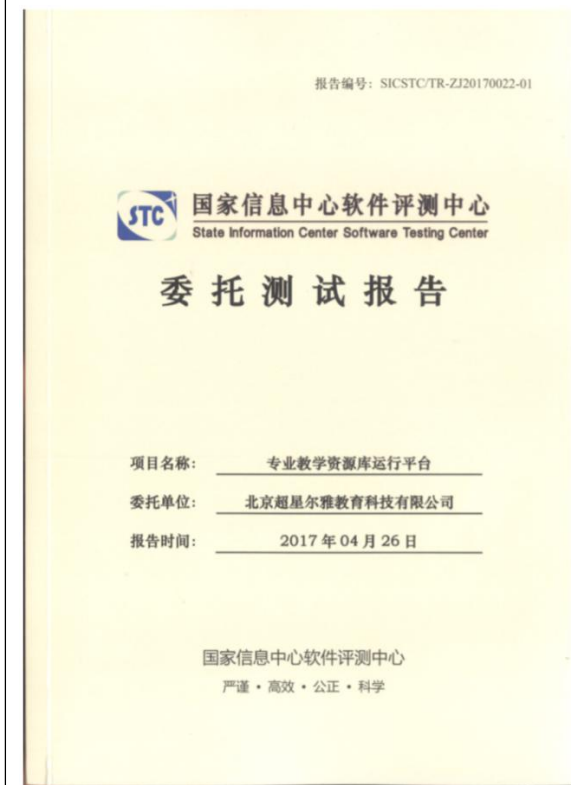 报告编号：SICSTC/TR-ZJ20170022-01
STC
国家信息中心软件评测中心
State Information Center Software Testing Center
委托测试报告
项目名称：专业教学资源库运行平台
委托单位：北京超星尔雅教育科技有限公司
报告时间：2017年04月26日
国家信息中心软件评测中心
严谨・高效・公正・科学